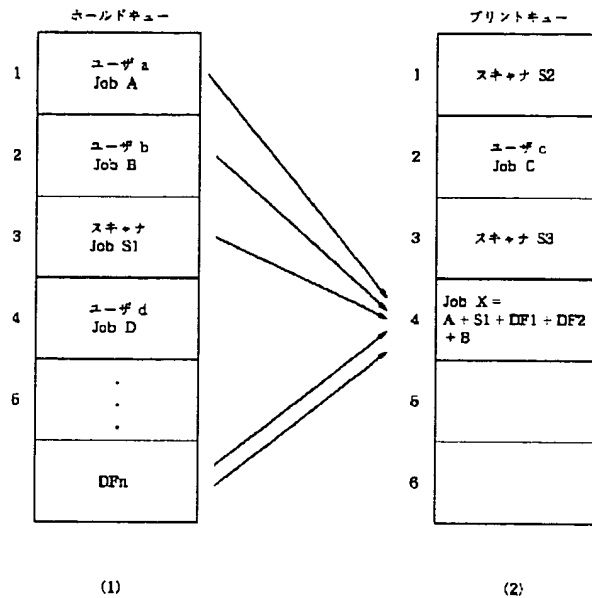 ホールドキュー
1
ユーザ a
Job A
2
ユーザ b
Job B
3
スキャナ
Job S1
4
ユーザ d
Job D
5
.
.
.
DFn
(1)
プリントキュー
1
スキャナ S2
2
ユーザ c
Job C
3
スキャナ S3
4
Job X =
A + S1 + DF1 + DF2
+ B
5
6
(2)